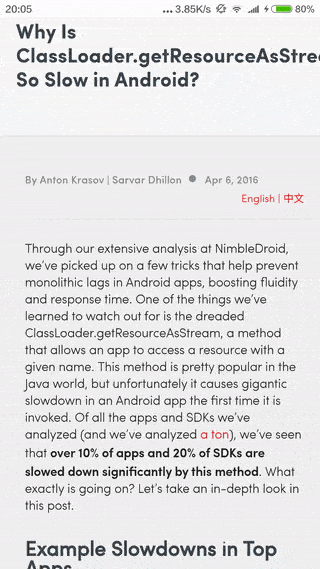 20:05 ... 3.85K/s 80%
Why Is
ClassLoader.getResourceAsStre
So Slow in Android?
By Anton Krasov | Sarvar Dhillon ● Apr 6, 2016
English | 中文
Through our extensive analysis at NimbleDroid,
we've picked up on a few tricks that help prevent
monolithic lags in Android apps, boosting fluidity
and response time. One of the things we've
learned to watch out for is the dreaded
ClassLoader.getResourceAsStream, a method
that allows an app to access a resource with a
given name. This method is pretty popular in the
Java world, but unfortunately it causes gigantic
slowdown in an Android app the first time it is
invoked. Of all the apps and SDKs we've
analyzed (and we've analyzed a ton), we've seen
that over 10% of apps and 20% of SDKs are
slowed down significantly by this method. What
exactly is going on? Let's take an in-depth look in
this post.
Example Slowdowns in Top
Apps